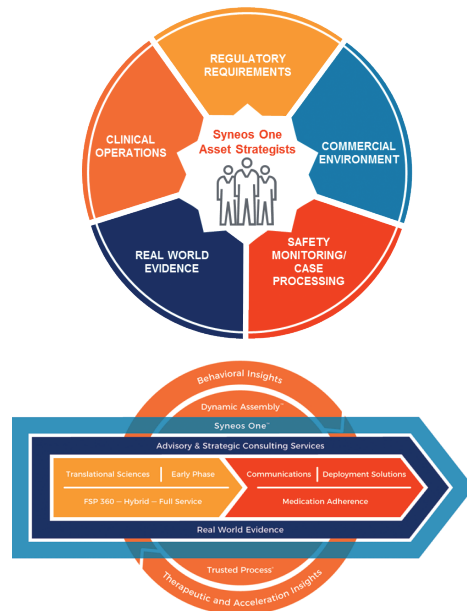 REGULATORY
REQUIREMENTS
CLINICAL
OPERATIONS
Syneos One
Asset Strategists
COMMERCIAL
ENVIRONMENT
REAL WORLD
EVIDENCE
SAFETY
MONITORING/
CASE
PROCESSING
Behavioral Insights
Dynamic Assembly™
Syneos One™
Advisory & Strategic Consulting Services
Translational Sciences | Early Phase
Communications | Deployment Solutions
FSP 360 – Hybrid – Full Service
Medication Adherence
Real World Evidence
Trusted Process®
Therapeutic and Acceleration Insights